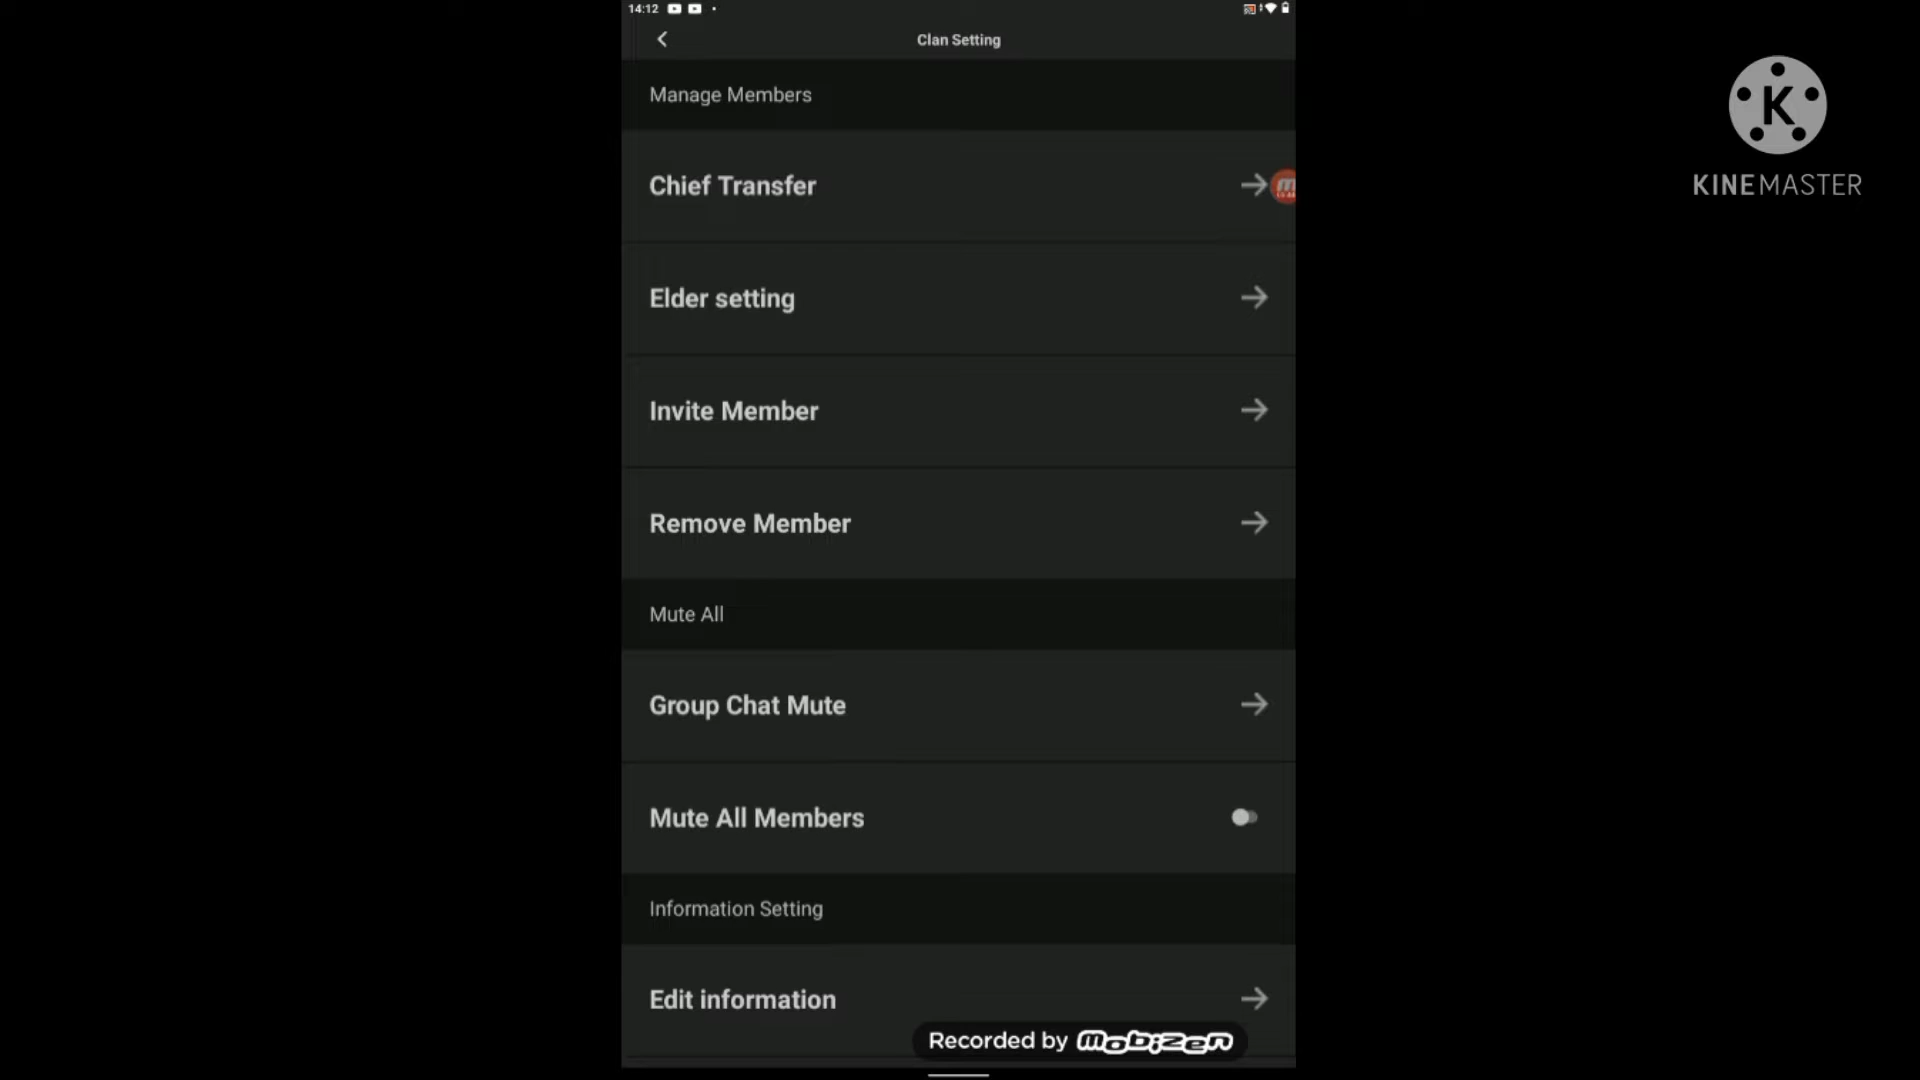 14:12
Clan Setting
Manage Members
K
KINEMASTER
Chief Transfer
Elder setting
Invite Member
Remove Member
Mute All
Group Chat Mute
Mute All Members
Information Setting
Edit information
Recorded by mobizen